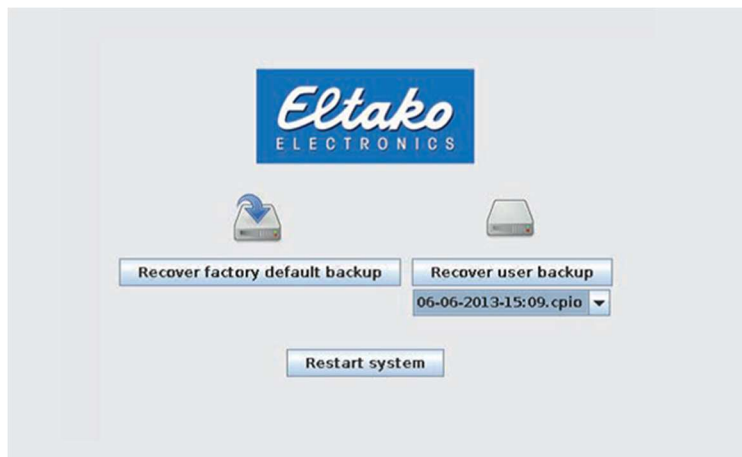 Eltako
ELECTRONICS
Recover factory default backup
Recover user backup
06-06-2013-15:09.cpio
Restart system